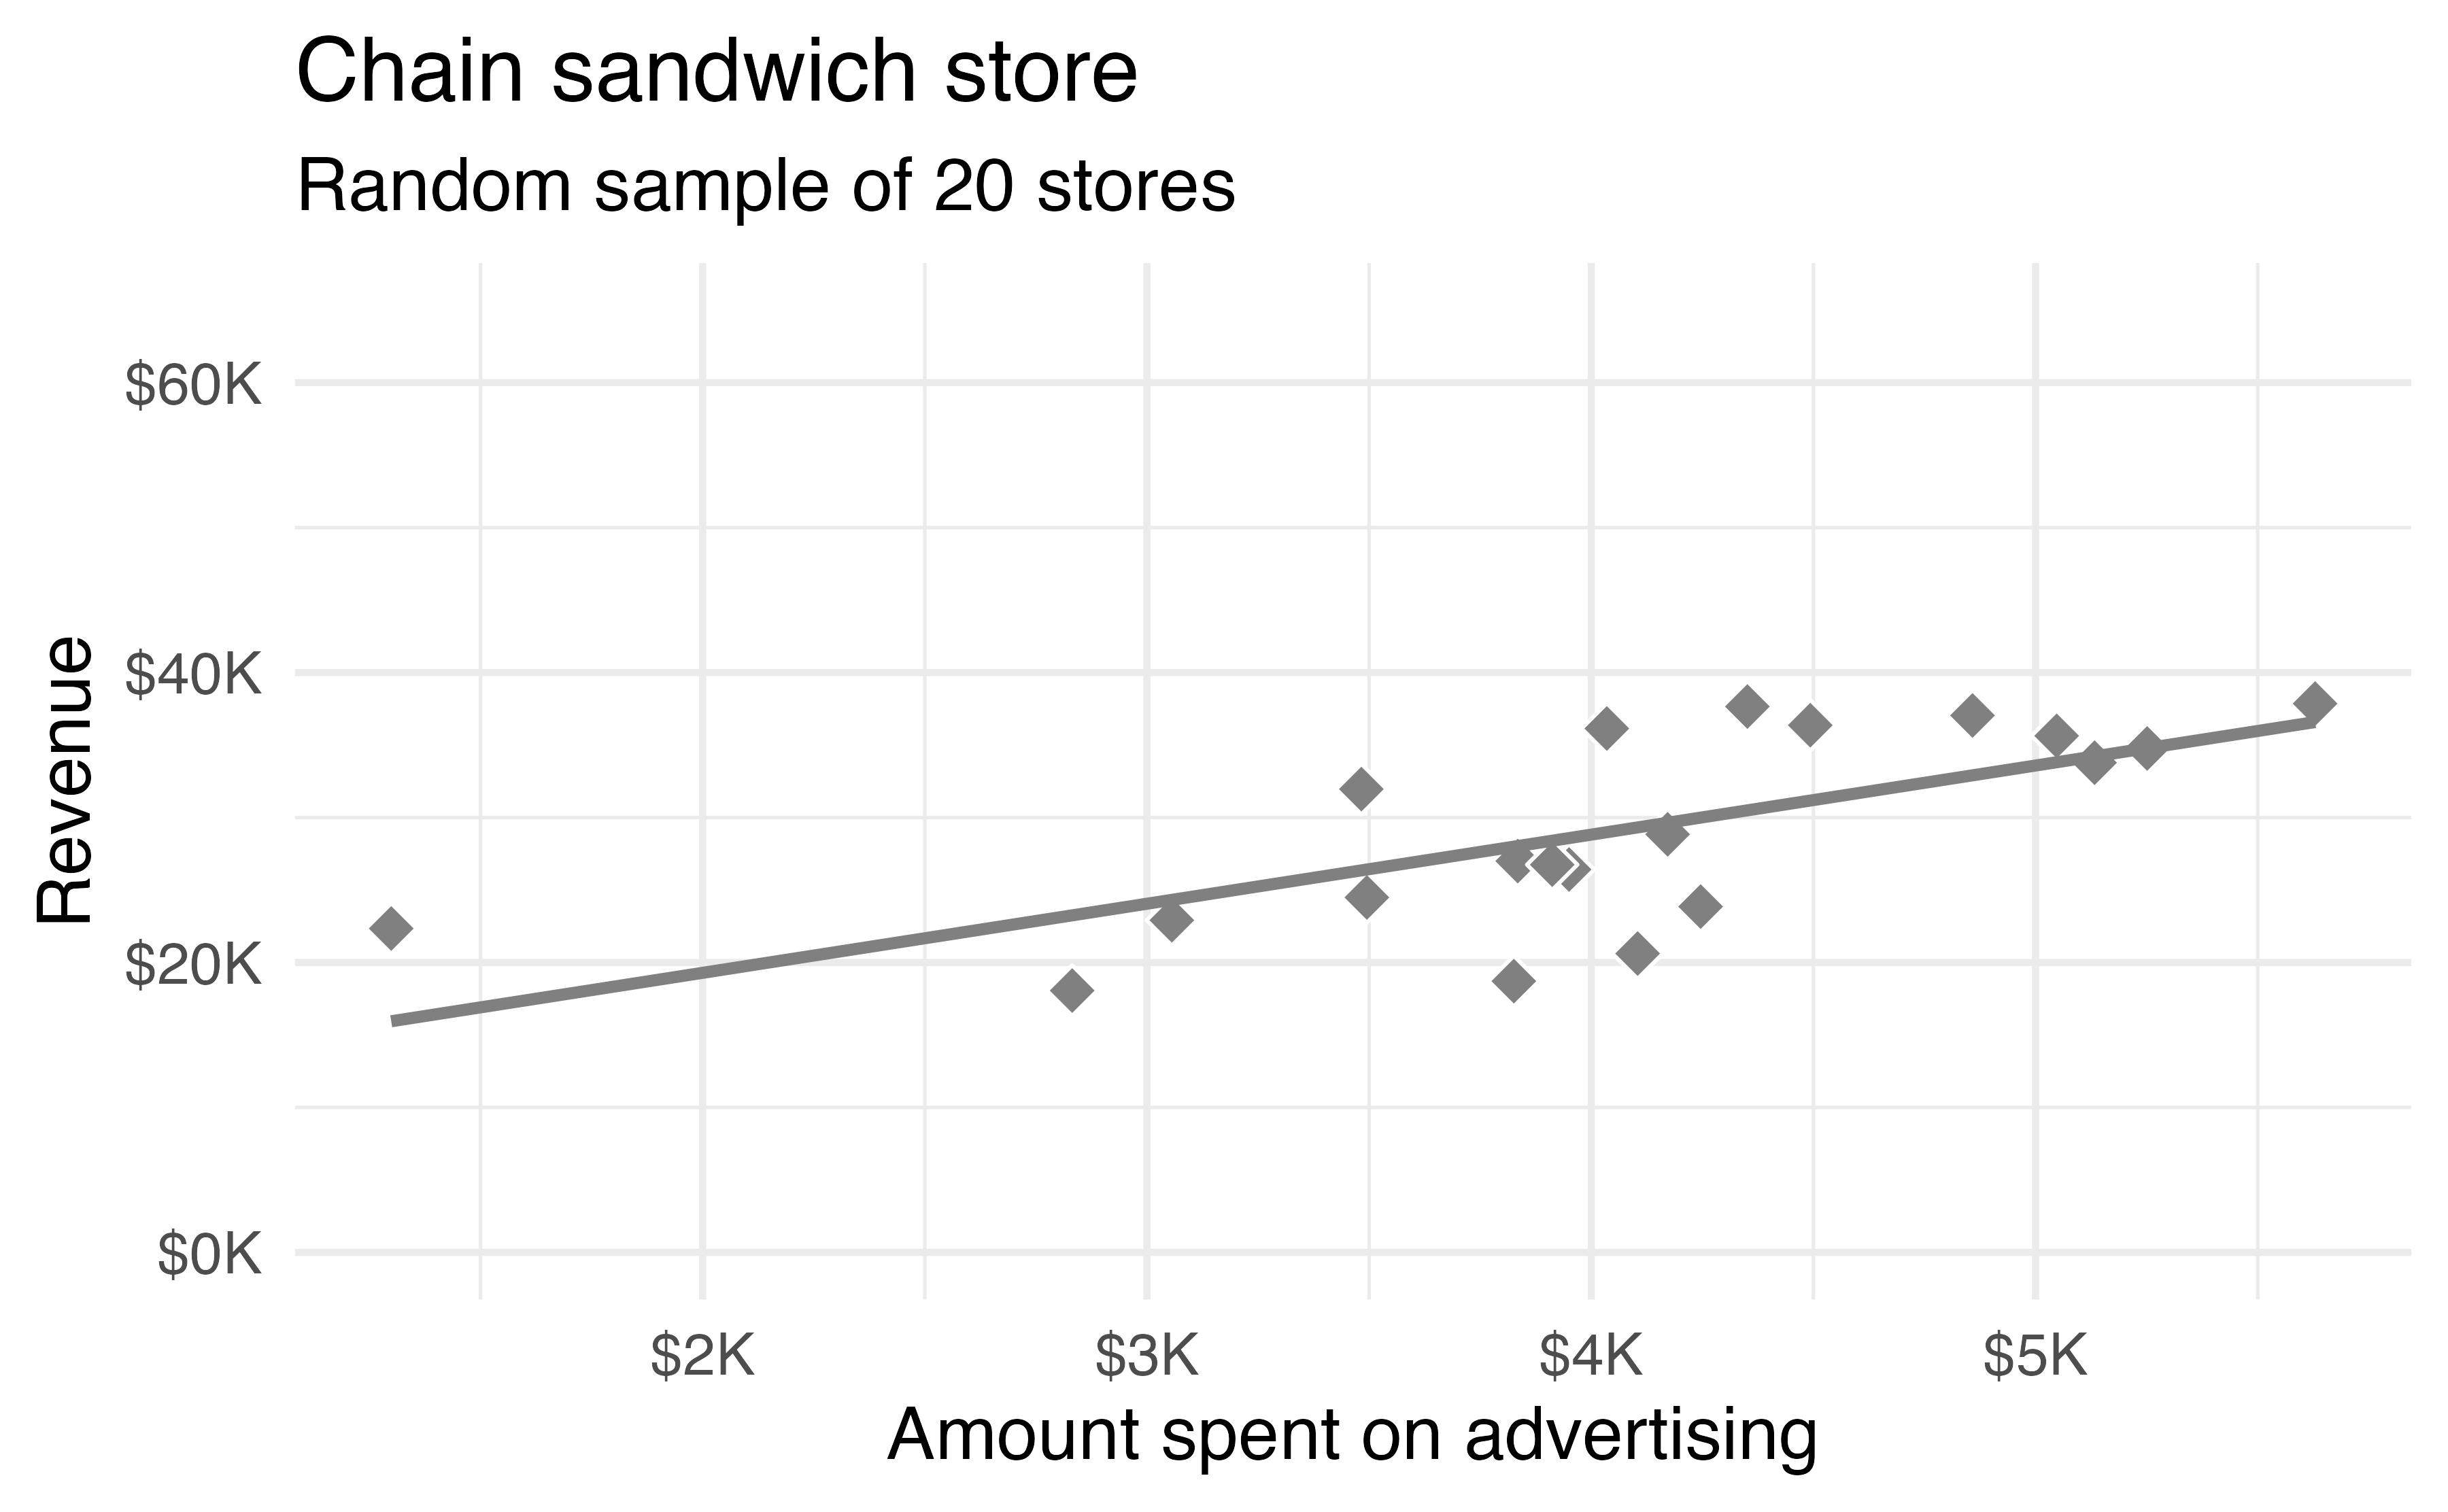 Chain sandwich store
Random sample of 20 stores
$60K
$40K
$20K
$0K
Revenue
$2K $3K $4K $5K
Amount spent on advertising